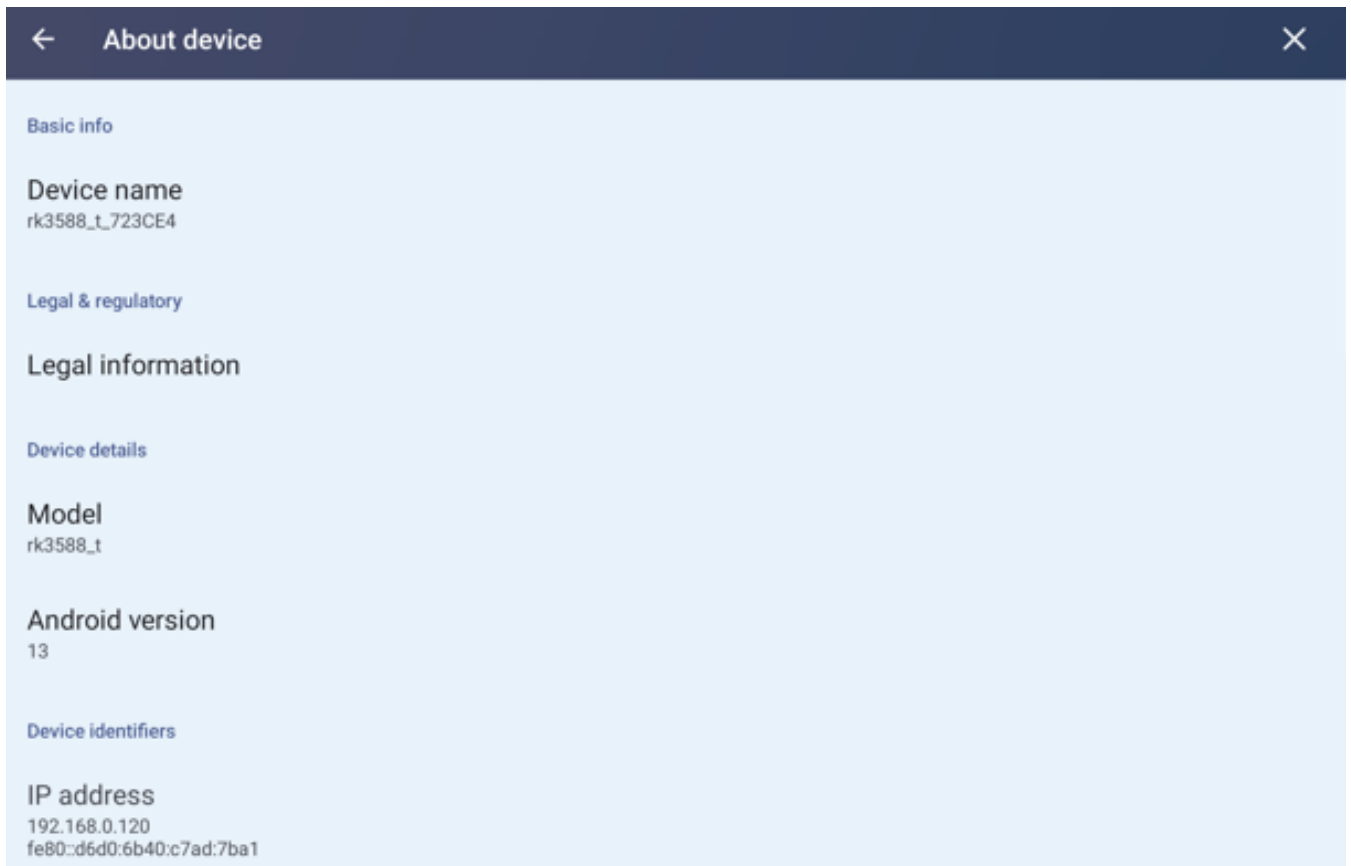 About device
Basic info
Device name
rk3588_t_723CE4
Legal & regulatory
Legal information
Device details
Model
rk3588_t
Android version
13
Device identifiers
IP address
192.168.0.120
fe80::d6d0:6b40:c7ad:7ba1